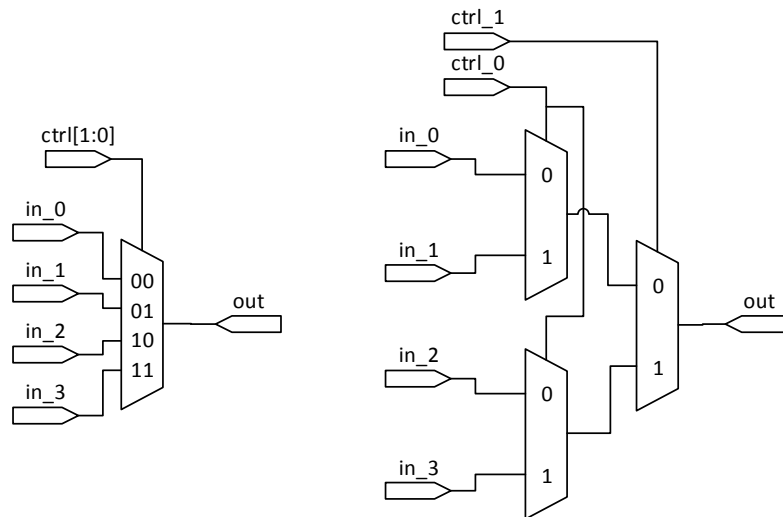 ctrl[1:0]
in_0
in_1
in_2
in_3
00
01
10
11
out
ctrl_1
ctrl_0
in_0
0
in_1
1
in_2
0
in_3
1
0
1
out